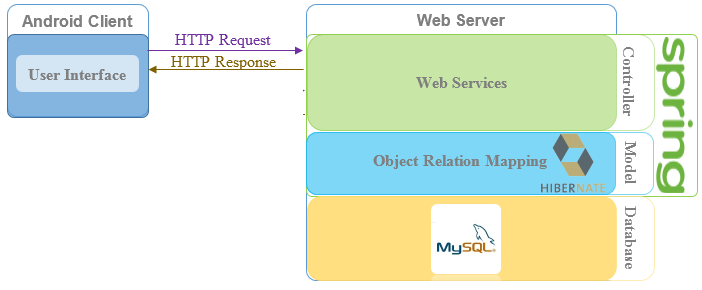 Android Client
Web Server
HTTP Request
HTTP Response
User Interface
Web Services
Controller
spring
Object Relation Mapping
HIBERNATE
Model
MySQL®
Database